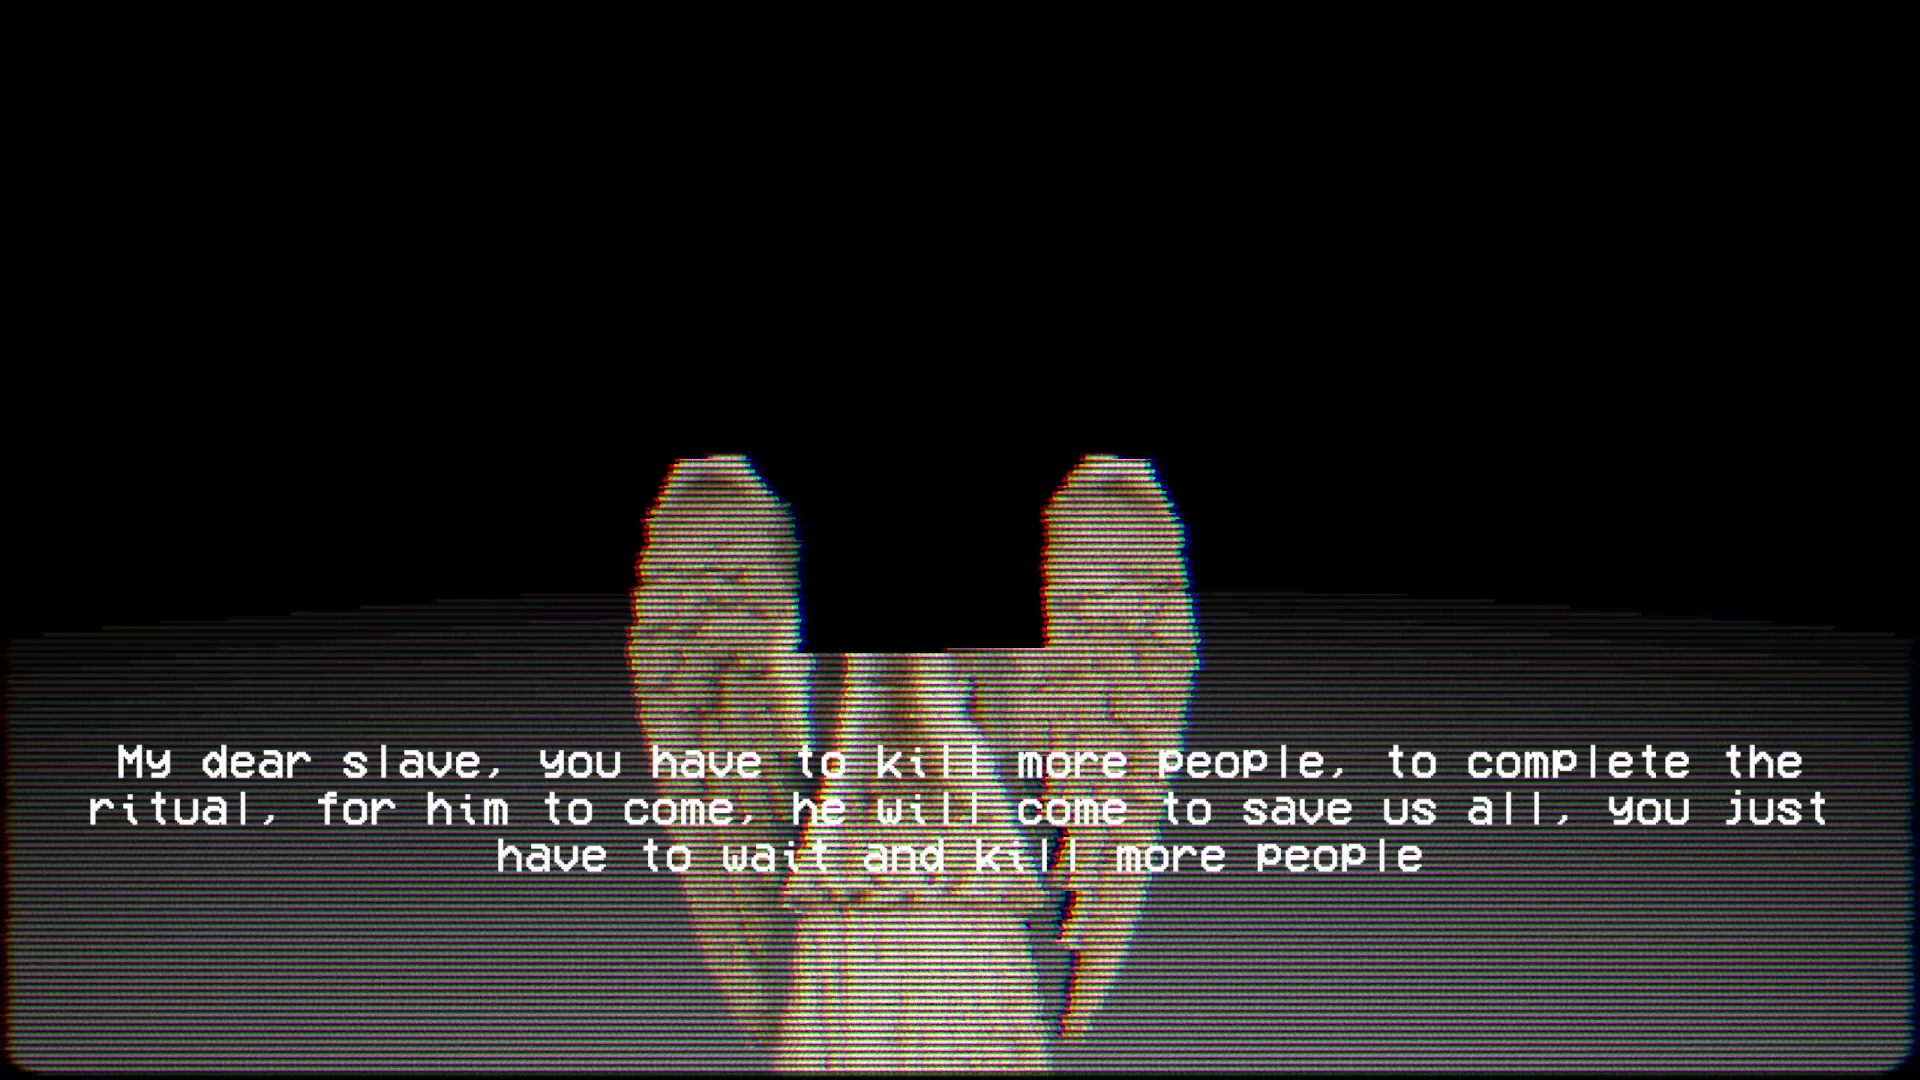 My dear slave, you have to kill more people, to complete the
ritual, for him to come, he will come to save us all, you just
have to wait and kill more people